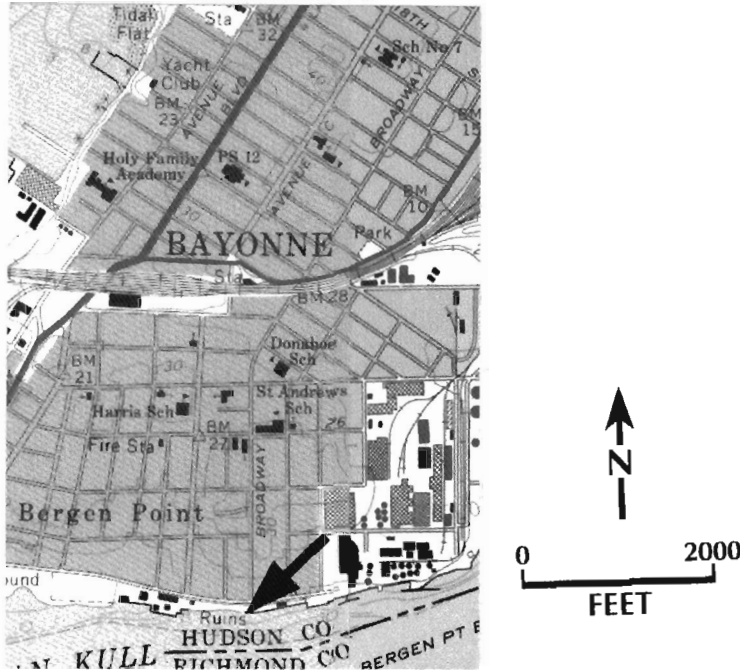 Tidal
Flat
Sta
BM
32
18TH
Sch No 7
Yacht
Club
BM
23
AVENUE
BLVD
40
AVENUE C
BROADWAY
BM
15
Holy Family
Academy
PS 12
BM
10
30
BAYONNE
Park
Sta
BM 28
Donahoe
Sch
BM
21
30
Harris Sch
St Andrews
Sch
BM
27
26
Fire Sta
BROADWAY
30
Bergen Point
Ruins
KULL
HUDSON CO
RICHMOND CO
BERGEN PT
N
0
2000
FEET